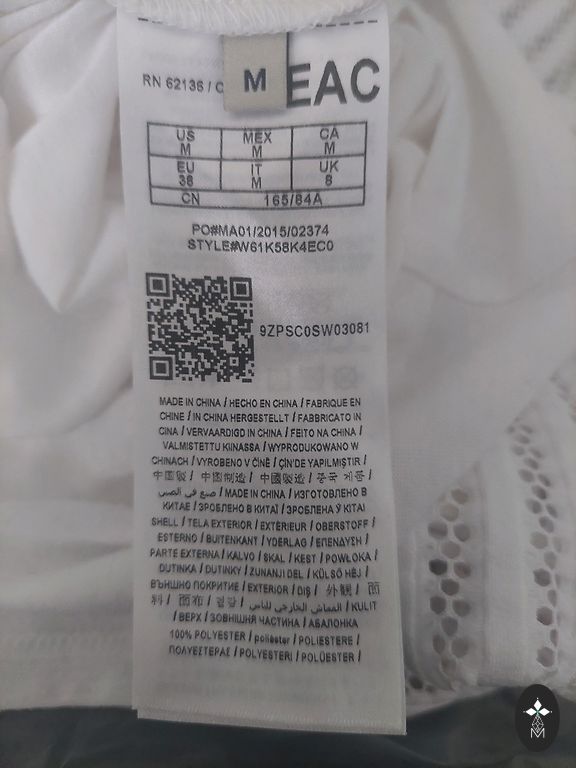 M
RN 62136 / C
EAC
US MEX CA
M M M
EU IT UK
36 M 8
CN 165/84A
PO#MA01/2015/02374
STYLE#W61K58K4EC0
9ZPSC0SW03081
MADE IN CHINA / HECHO EN CHINA / FABRIQUE EN
CHINE / IN CHINA HERGESTELLT / FABBRICATO IN
CINA / VERVAARDIGD IN CHINA / FEITO NA CHINA /
VALMISTETTU KIINASSA / WYPRODUKOWANO W
CHINACH / VYROBENO V ČÍNĚ / ÇİN'DE YAPILMIŞTIR /
中国製 / 中国制造 / 中國製造 / 중국 제품 /
صنع في الصين / MADE IN CHINA / ИЗГОТОВЛЕНО В
КИТАЕ / ЗРОБЛЕНО В КИТАЇ / ЗРОБЛЕНА Ў КІТАІ
SHELL / TELA EXTERIOR / EXTÉRIEUR / OBERSTOFF /
ESTERNO / BUITENKANT / YDERLAG / ΕΠΕΝΔΥΣΗ /
PARTE EXTERNA / KALVO / SKAL / KEST / POWŁOKA /
DUTINKA / DUTINKY / ZUNANJI DEL / KÜLSŐ HÉJ /
ВЪНШНО ПОКРИТИЕ / EXTERIOR / DIŞ / 外観 / 面
料 / 面布 / 겉감 / القماش الخارجي للباس / KULIT
/ ВЕРХ / ЗОВНІШНЯ ЧАСТИНА / АБАЛОНКА
100% POLYESTER / poliéster / POLIESTERE /
ΠΟΛΥΕΣΤΕΡΑΣ / POLYESTERI / POLÜESTER /
M